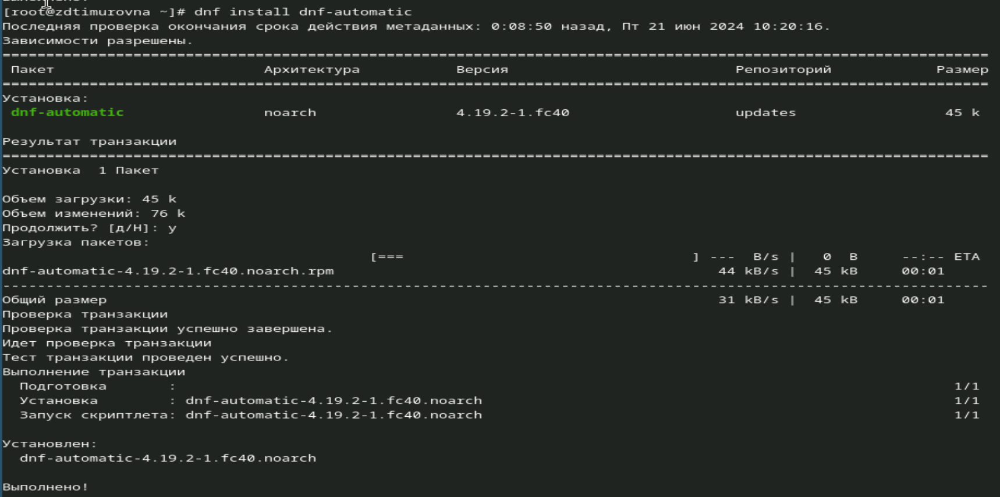 [root@zdtimurovna ~]# dnf install dnf-automatic
Последняя проверка окончания срока действия метаданных: 0:08:50 назад, Пт 21 июн 2024 10:20:16.
Зависимости разрешены.
================================================================================================================
Пакет Архитектура Версия Репозиторий Размер
================================================================================================================
Установка:
dnf-automatic noarch 4.19.2-1.fc40 updates 45 k
Результат транзакции
================================================================================================================
Установка 1 Пакет
Объем загрузки: 45 k
Объем изменений: 76 k
Продолжить? [д/Н]: y
Загрузка пакетов:
[=== ] --- B/s | 0 B --:-- ETA
dnf-automatic-4.19.2-1.fc40.noarch.rpm 44 kB/s | 45 kB 00:01
----------------------------------------------------------------------------------------------------------------
Общий размер 31 kB/s | 45 kB 00:01
Проверка транзакции
Проверка транзакции успешно завершена.
Идет проверка транзакции
Тест транзакции проведен успешно.
Выполнение транзакции
Подготовка : 1/1
Установка : dnf-automatic-4.19.2-1.fc40.noarch 1/1
Запуск скриптлета: dnf-automatic-4.19.2-1.fc40.noarch 1/1
Установлен:
dnf-automatic-4.19.2-1.fc40.noarch
Выполнено!